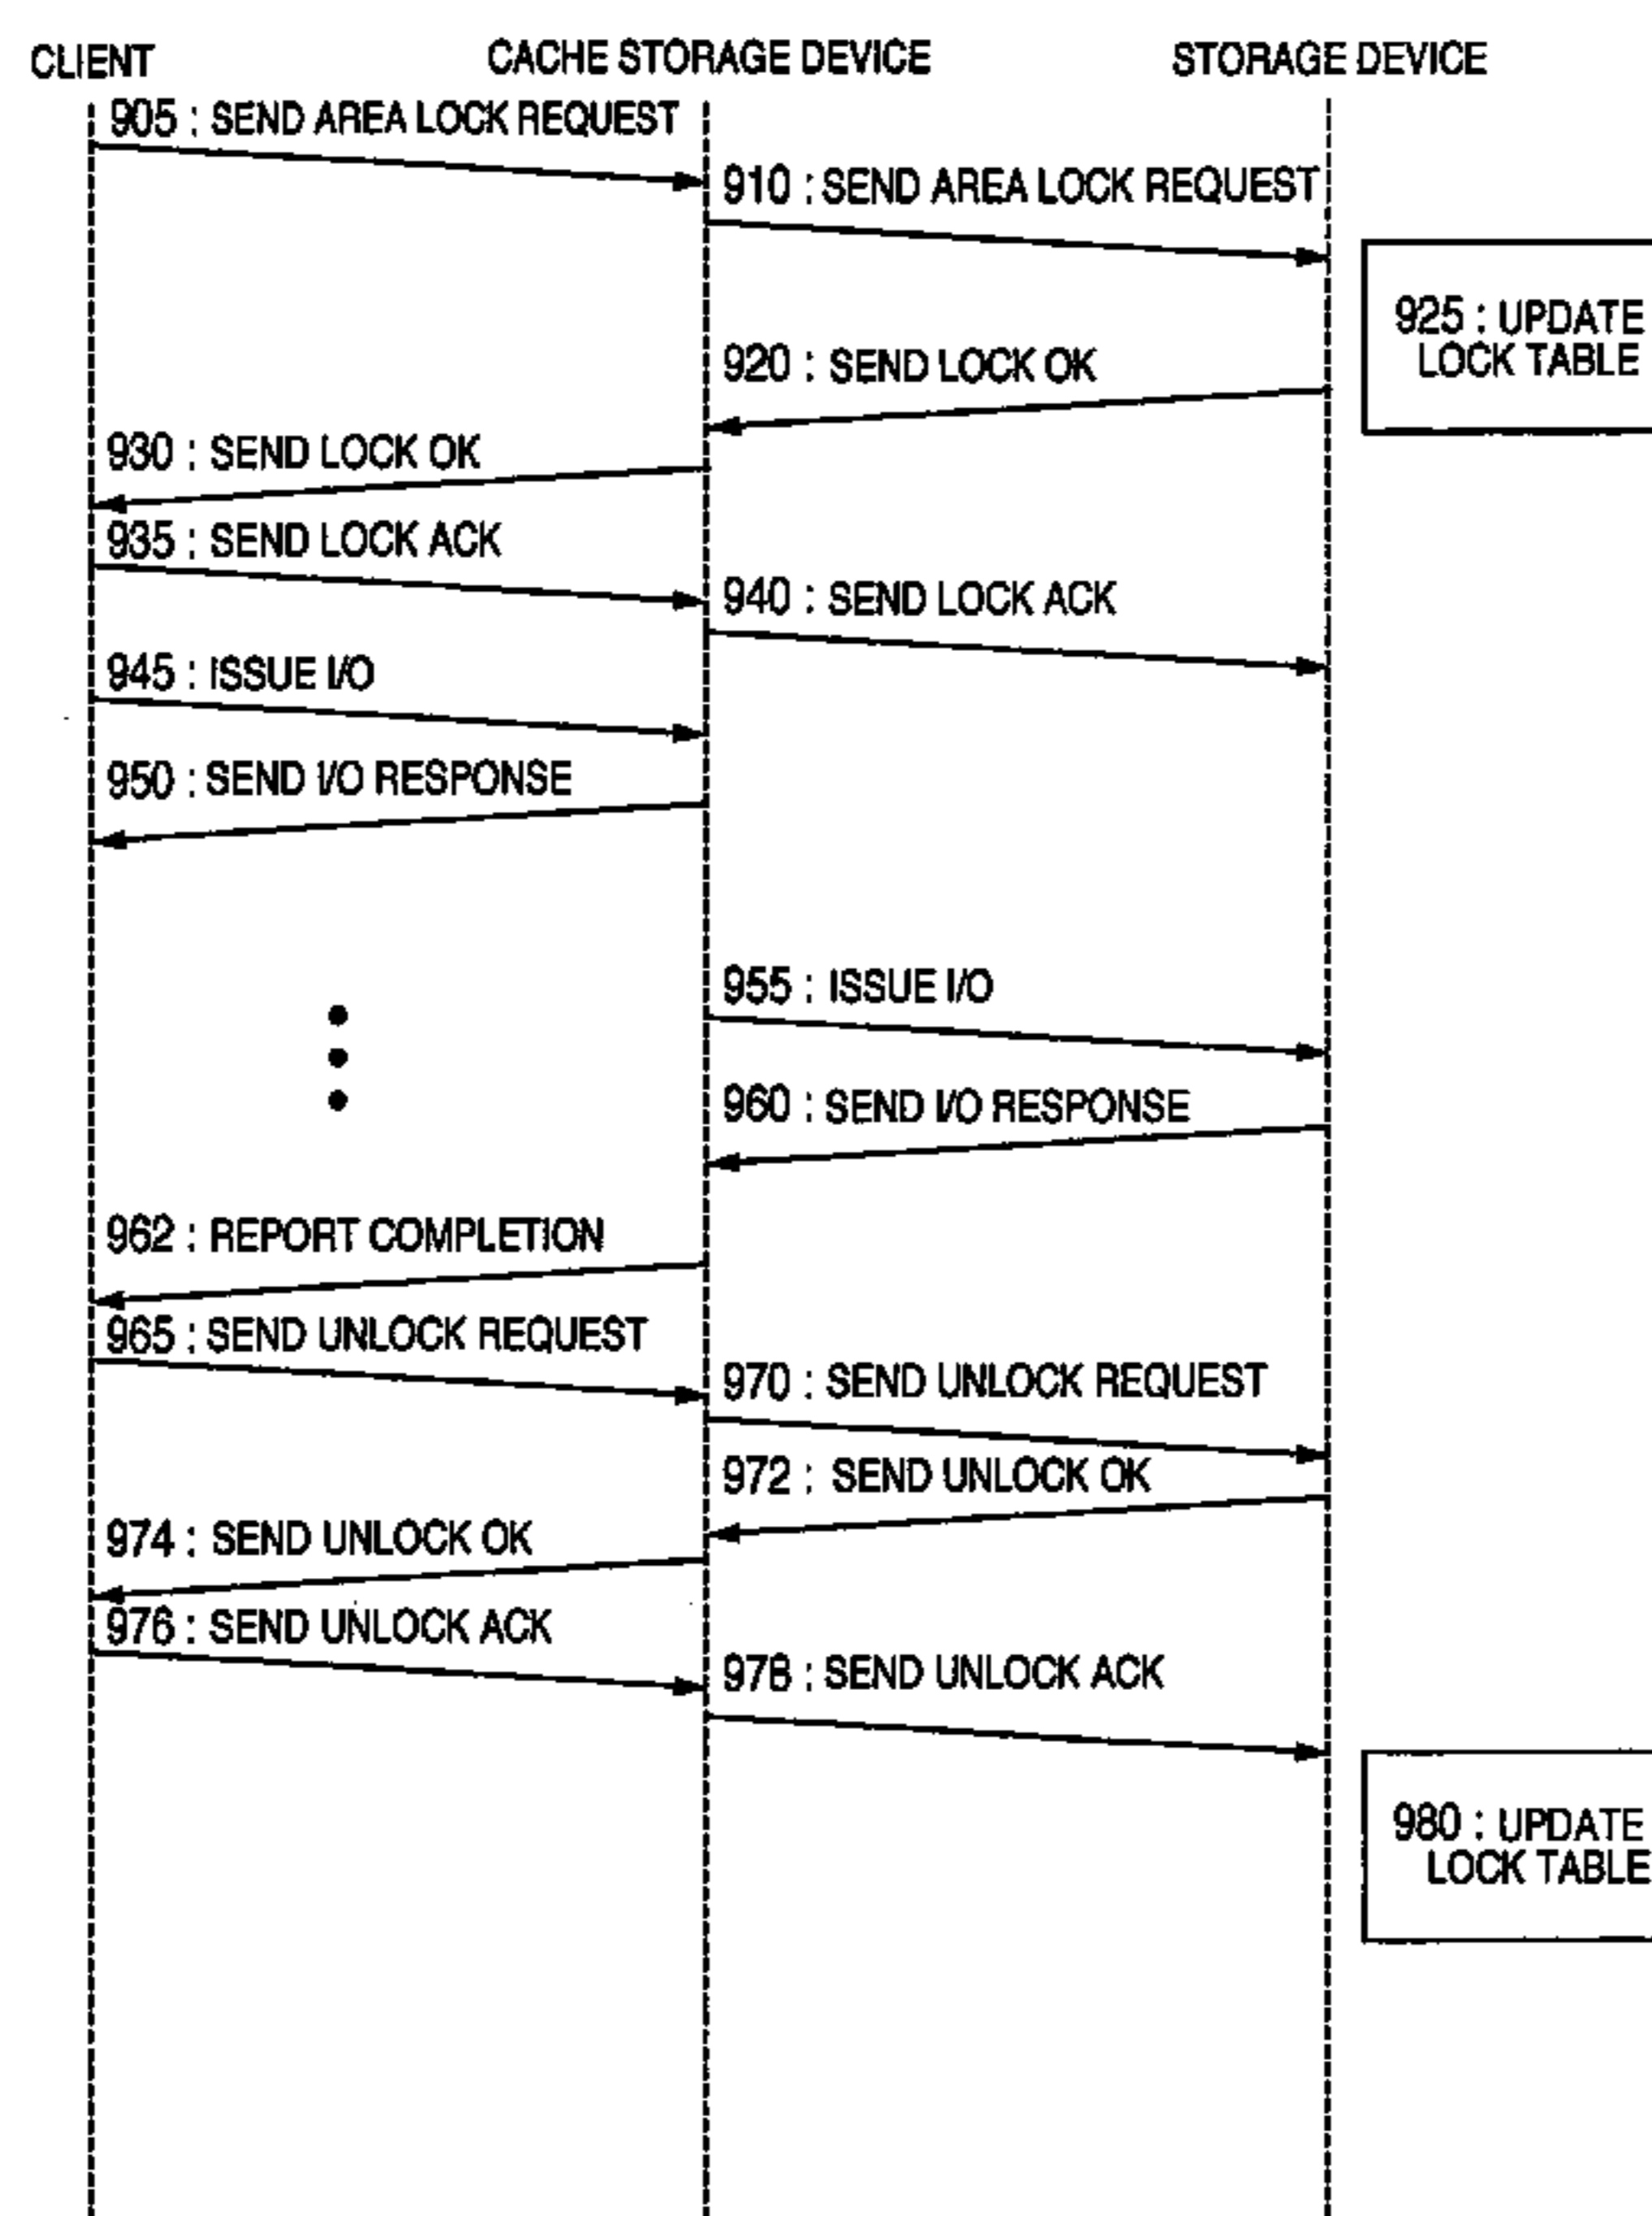 CLIENT
CACHE STORAGE DEVICE
STORAGE DEVICE
905 : SEND AREA LOCK REQUEST
910 : SEND AREA LOCK REQUEST
925 : UPDATE
LOCK TABLE
920 : SEND LOCK OK
930 : SEND LOCK OK
935 : SEND LOCK ACK
940 : SEND LOCK ACK
945 : ISSUE I/O
950 : SEND I/O RESPONSE
955 : ISSUE I/O
960 : SEND I/O RESPONSE
962 : REPORT COMPLETION
965 : SEND UNLOCK REQUEST
970 : SEND UNLOCK REQUEST
972 : SEND UNLOCK OK
974 : SEND UNLOCK OK
976 : SEND UNLOCK ACK
978 : SEND UNLOCK ACK
980 : UPDATE
LOCK TABLE